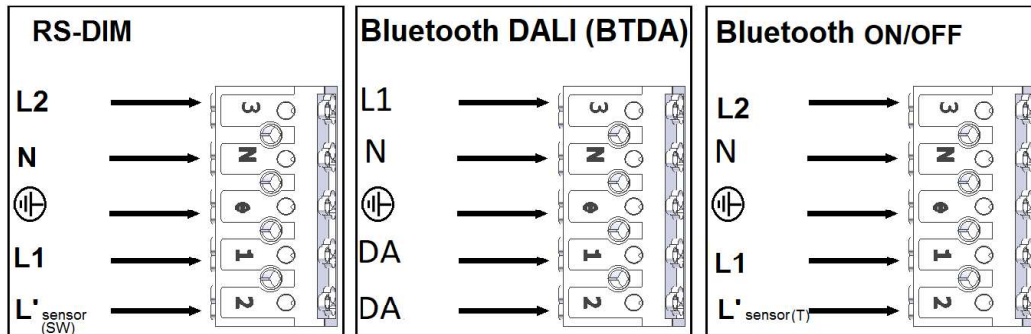 RS-DIM
L2 3
N N
L1 1
L' sensor (SW) 2
Bluetooth DALI (BTDA)
L1 3
N N
DA 1
DA 2
Bluetooth ON/OFF
L2 3
N N
L1 1
L' sensor(T) 2